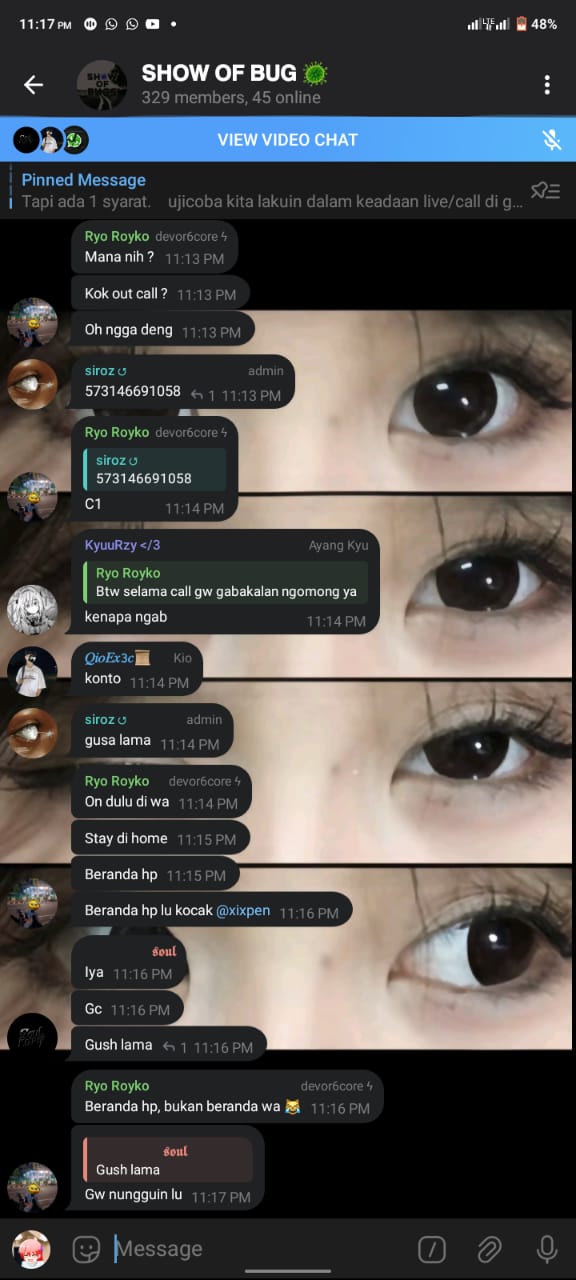 11:17 PM
LTE
48%
SHOW OF BUG 🦠
329 members, 45 online
VIEW VIDEO CHAT
Pinned Message
Tapi ada 1 syarat. ujicoba kita lakuin dalam keadaan live/call di g...
Ryo Royko devor6core ϟ
Mana nih ? 11:13 PM
Kok out call ? 11:13 PM
Oh ngga deng 11:13 PM
siroz ↺ admin
573146691058 1 11:13 PM
Ryo Royko devor6core ϟ
siroz ↺
573146691058
C1 11:14 PM
KyuuRzy </3 Ayang Kyu
Ryo Royko
Btw selama call gw gabakalan ngomong ya
kenapa ngab 11:14 PM
𝑄𝑖𝑜𝐸𝑥3𝑐 Kio
konto 11:14 PM
siroz ↺ admin
gusa lama 11:14 PM
Ryo Royko devor6core ϟ
On dulu di wa 11:14 PM
Stay di home 11:15 PM
Beranda hp 11:15 PM
Beranda hp lu kocak @xixpen 11:16 PM
𝖘𝖔𝖚𝖑
Iya 11:16 PM
Gc 11:16 PM
Gush lama 1 11:16 PM
Ryo Royko devor6core ϟ
Beranda hp, bukan beranda wa 😹 11:16 PM
𝖘𝖔𝖚𝖑
Gush lama
Gw nungguin lu 11:17 PM
Message